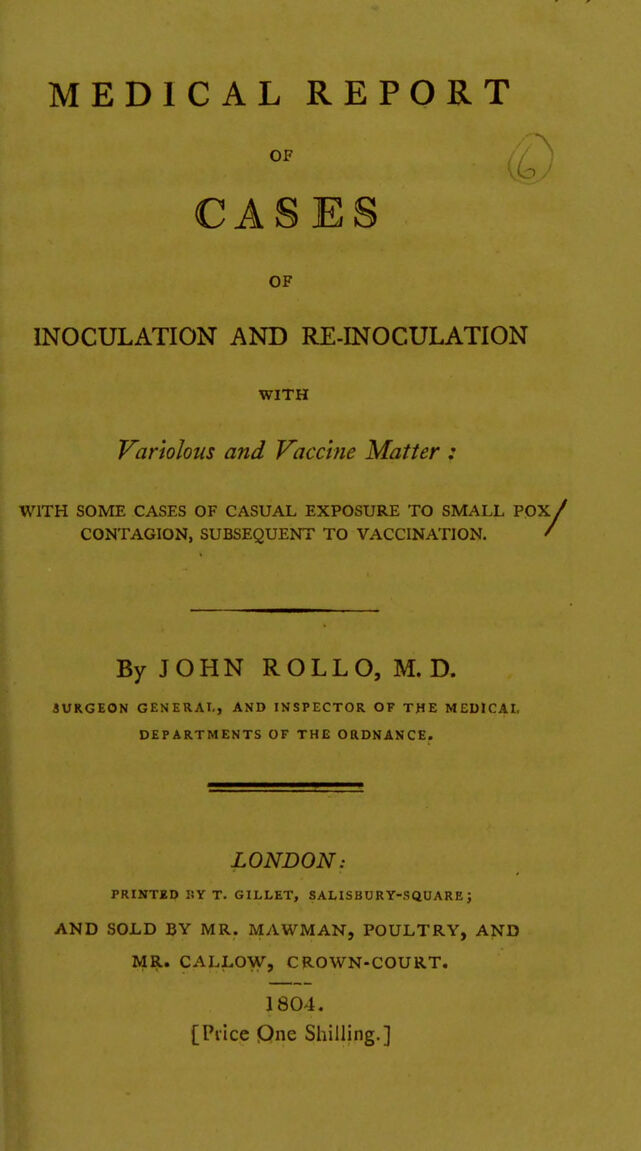 MEDICAL REPORT
OF
6
CASES
OF
INOCULATION AND RE-INOCULATION
WITH
Variolous and Vaccine Matter :
WITH SOME CASES OF CASUAL EXPOSURE TO SMALL POX/
CONTAGION, SUBSEQUENT TO VACCINATION.
By JOHN ROLLO, M. D.
SURGEON GENERAL, AND INSPECTOR OF THE MEDICAL
DEPARTMENTS OF THE ORDNANCE.
LONDON:
PRINTED BY T. GILLET, SALISBURY-SQUARE;
AND SOLD BY MR. MAWMAN, POULTRY, AND
MR. CALLOW, CROWN-COURT.
1804.
[Price One Shilling.]